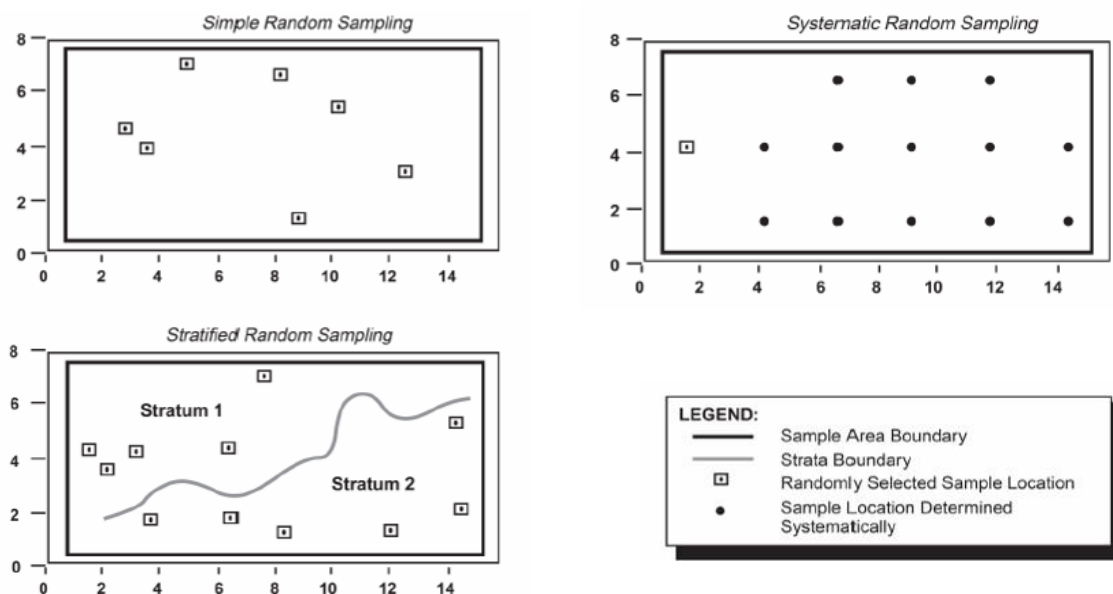 Simple Random Sampling
8
6
4
2
0
0 2 4 6 8 10 12 14
Systematic Random Sampling
8
6
4
2
0
0 2 4 6 8 10 12 14
Stratified Random Sampling
8
6
4
2
0
Stratum 1
Stratum 2
0 2 4 6 8 10 12 14
LEGEND:
Sample Area Boundary
Strata Boundary
Randomly Selected Sample Location
Sample Location Determined
Systematically